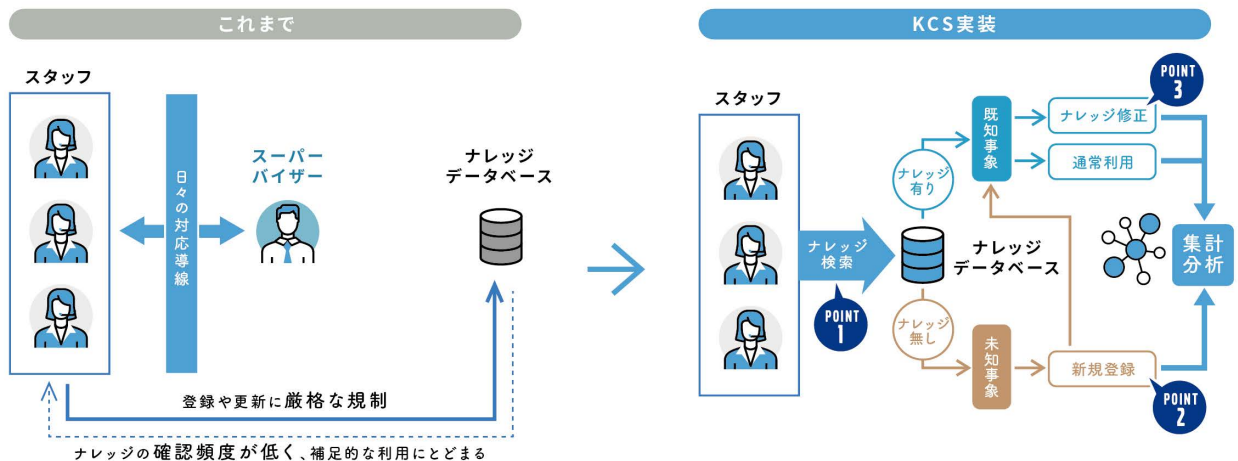 これまで
スタッフ
日々の対応導線
スーパー
バイザー
ナレッジ
データベース
登録や更新に厳格な規制
ナレッジの確認頻度が低く、補足的な利用にとどまる
KCS実装
スタッフ
ナレッジ
検索
POINT
1
ナレッジ
有り
ナレッジ
データベース
ナレッジ
無し
既知事象
未知事象
ナレッジ修正
POINT
3
通常利用
新規登録
POINT
2
集計
分析